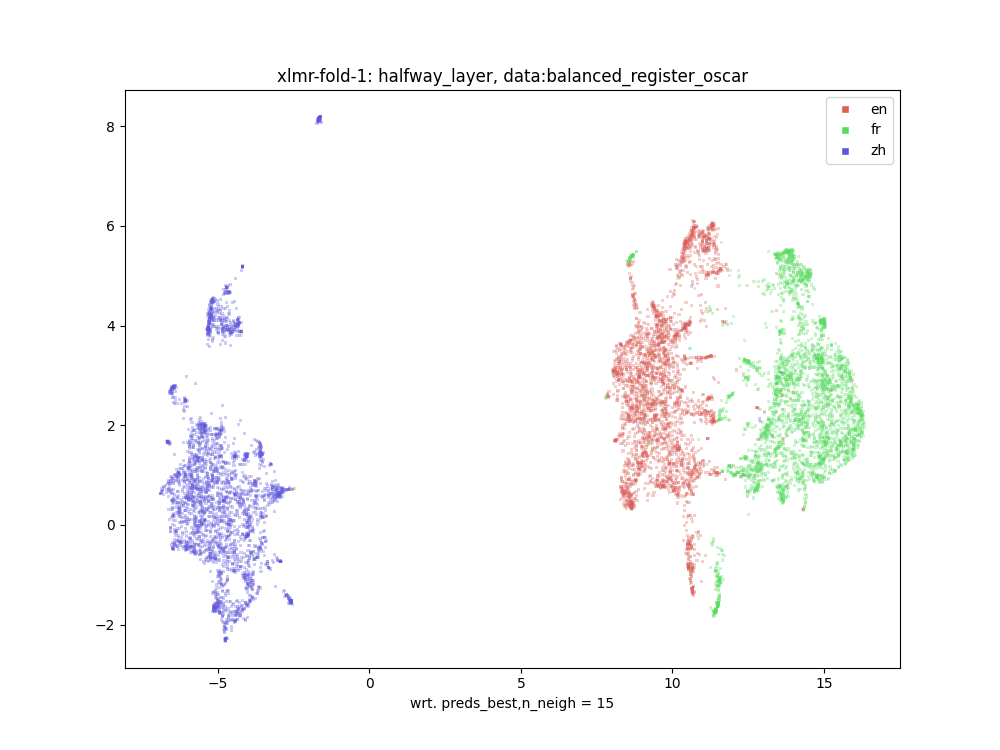 xlmr-fold-1: halfway_layer, data:balanced_register_oscar
en
fr
zh
8
6
4
2
0
−2
−5
0
5
10
15
wrt. preds_best,n_neigh = 15